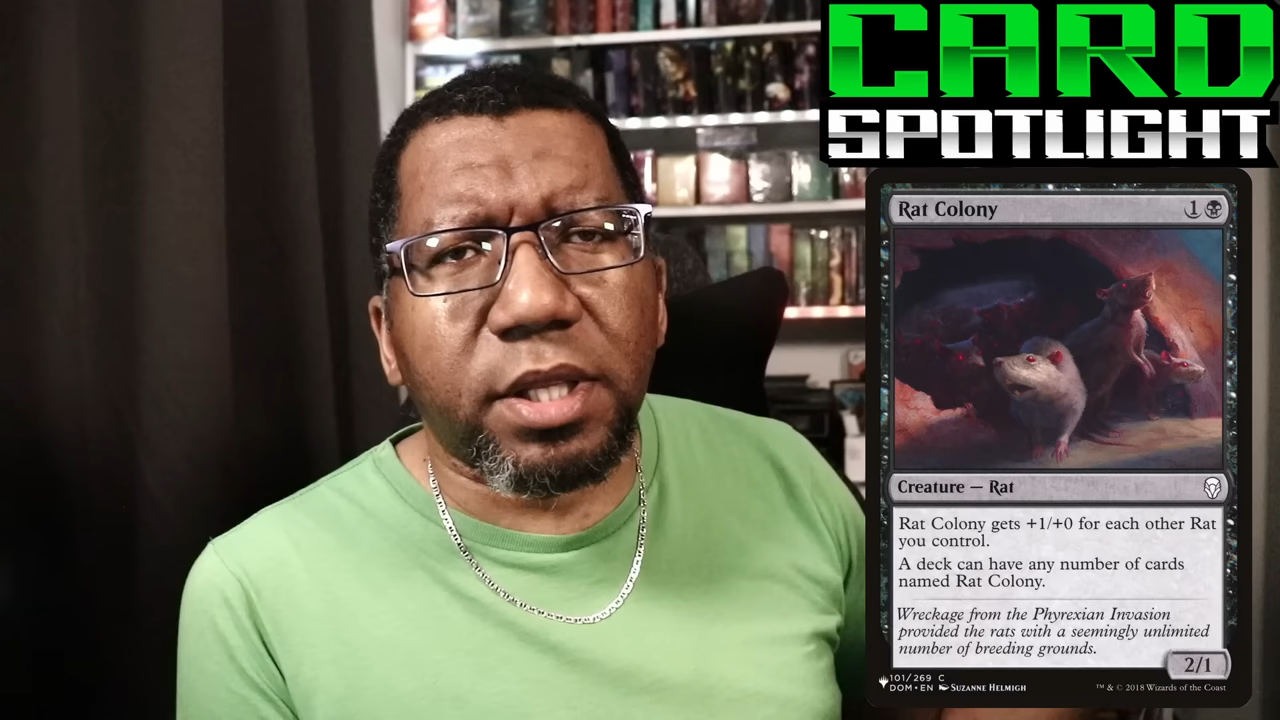 CARD
SPOTLIGHT
Rat Colony 1
Creature — Rat
Rat Colony gets +1/+0 for each other Rat
you control.
A deck can have any number of cards
named Rat Colony.
Wreckage from the Phyrexian Invasion
provided the rats with a seemingly unlimited
number of breeding grounds.
2/1
101/269 C
DOM • EN SUZANNE HELMIGH
™ & © 2018 Wizards of the Coast